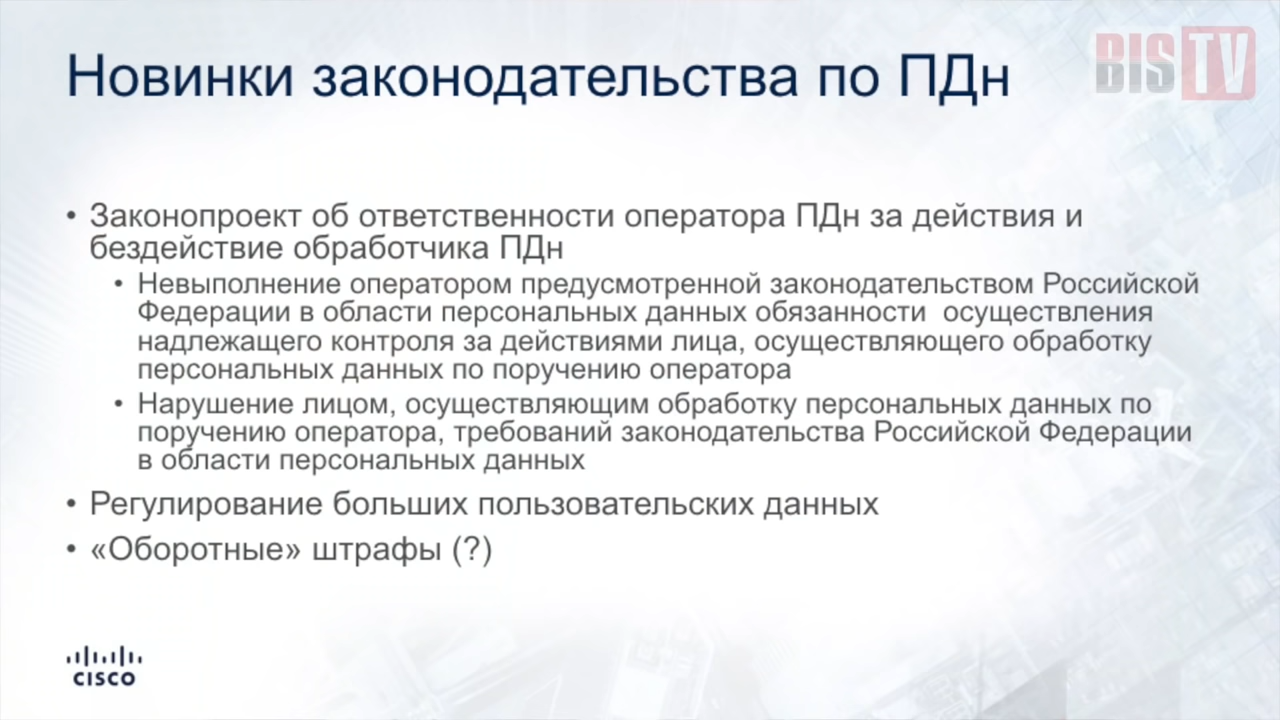 Новинки законодательства по ПДн
BIS TV
• Законопроект об ответственности оператора ПДн за действия и
бездействие обработчика ПДн
• Невыполнение оператором предусмотренной законодательством Российской
Федерации в области персональных данных обязанности осуществления
надлежащего контроля за действиями лица, осуществляющего обработку
персональных данных по поручению оператора
• Нарушение лицом, осуществляющим обработку персональных данных по
поручению оператора, требований законодательства Российской Федерации
в области персональных данных
• Регулирование больших пользовательских данных
• «Оборотные» штрафы (?)
CISCO